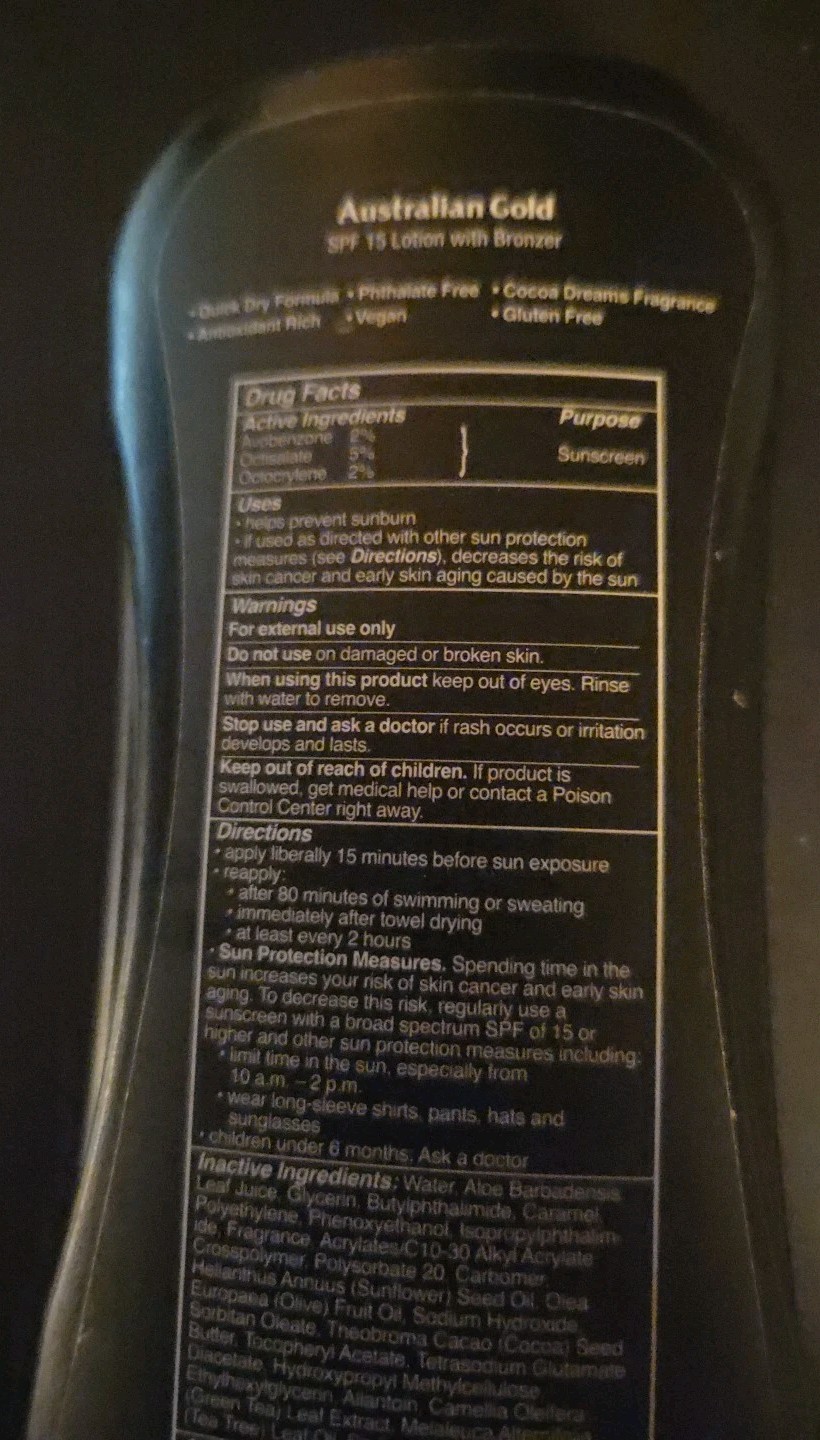 Australian Gold
SPF 15 Lotion with Bronzer
• Quick Dry Formula • Phthalate Free • Cocoa Dreams Fragrance
• Antioxidant Rich • Vegan • Gluten Free
Drug Facts
Active Ingredients Purpose
Avobenzone 2%
Octisalate 5% } Sunscreen
Octocrylene 2%
Uses
• helps prevent sunburn
• if used as directed with other sun protection
measures (see Directions), decreases the risk of
skin cancer and early skin aging caused by the sun
Warnings
For external use only
Do not use on damaged or broken skin.
When using this product keep out of eyes. Rinse
with water to remove.
Stop use and ask a doctor if rash occurs or irritation
develops and lasts.
Keep out of reach of children. If product is
swallowed, get medical help or contact a Poison
Control Center right away.
Directions
• apply liberally 15 minutes before sun exposure
• reapply:
• after 80 minutes of swimming or sweating
• immediately after towel drying
• at least every 2 hours
• Sun Protection Measures. Spending time in the
sun increases your risk of skin cancer and early skin
aging. To decrease this risk, regularly use a
sunscreen with a broad spectrum SPF of 15 or
higher and other sun protection measures including:
• limit time in the sun, especially from
10 a.m. – 2 p.m.
• wear long-sleeve shirts, pants, hats and
sunglasses
• children under 6 months: Ask a doctor
Inactive Ingredients: Water, Aloe Barbadensis
Leaf Juice, Glycerin, Butylphthalimide, Caramel,
Polyethylene, Phenoxyethanol, Isopropylphthalim-
ide, Fragrance, Acrylates/C10-30 Alkyl Acrylate
Crosspolymer, Polysorbate 20, Carbomer,
Helianthus Annuus (Sunflower) Seed Oil, Olea
Europaea (Olive) Fruit Oil, Sodium Hydroxide,
Sorbitan Oleate, Theobroma Cacao (Cocoa) Seed
Butter, Tocopheryl Acetate, Tetrasodium Glutamate
Diacetate, Hydroxypropyl Methylcellulose,
Ethylhexylglycerin, Allantoin, Camellia Oleifera
(Green Tea) Leaf Extract, Melaleuca Alternifolia
(Tea Tree) Leaf Oil